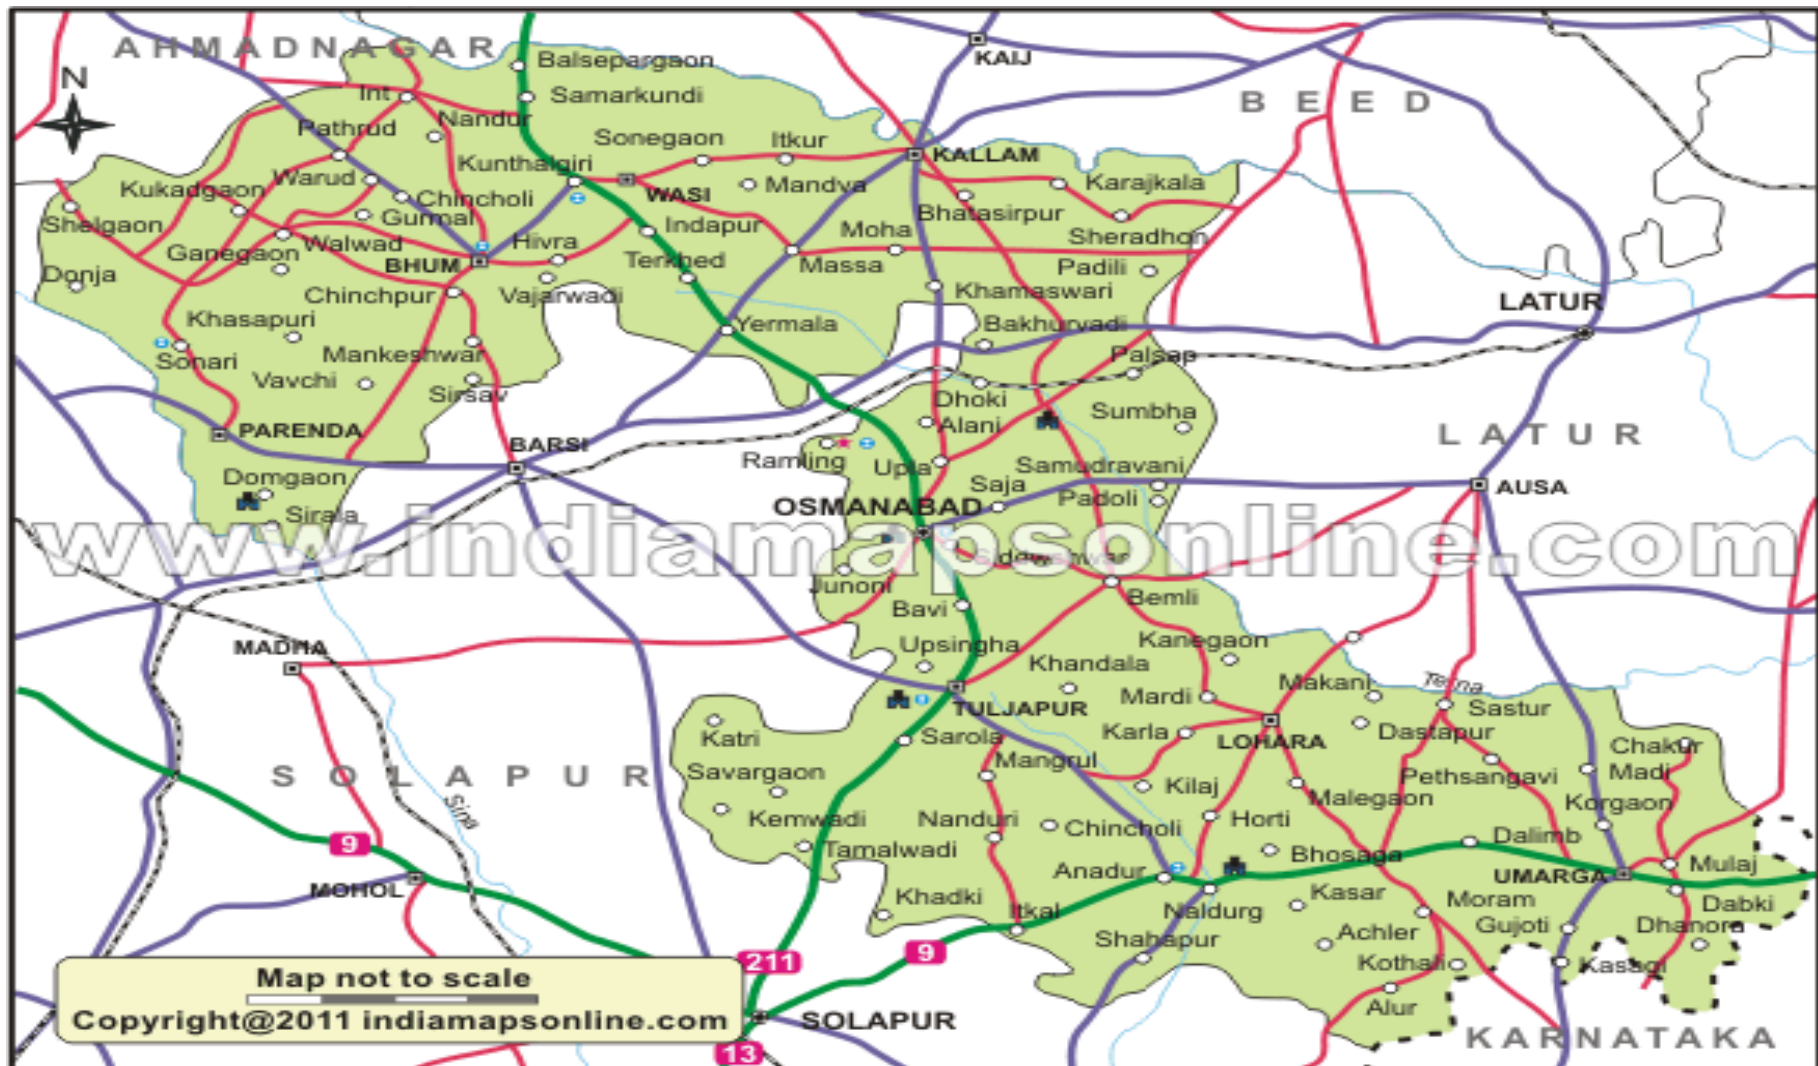 AHMADNAGAR
KAIJ
N
Balsepargaon
Int
Samarkundi
BEED
Pathrud
Nandur
Sonegaon
Itkur
KALLAM
Kunthalgiri
Warud
Kukadgaon
Chincholi
WASI
Mandva
Karajkala
Shelgaon
Gurmal
Bhatasirpur
Walwad
Hivra
Indapur
Moha
Sheradhon
Ganegaon
BHUM
Terkhed
Massa
Padili
Donja
Chinchpur
Vajarwadi
Khamaswari
LATUR
Khasapuri
Yermala
Bakhurvadi
Sonari
Mankeshwar
Palsap
Vavchi
Sirsav
Dhoki
Sumbha
PARENDA
BARSI
Alani
LATUR
Ramling
Upla
Samudravani
Domgaon
Saja
Padoli
AUSA
OSMANABAD
Sirala
www.indiamapsonline.com
Junoni
Bavi
Bemli
MADHA
Upsingha
Kanegaon
Khandala
Makani
Terna
Mardi
TULJAPUR
Sastur
Katri
Sarola
Karla
LOHARA
Dastapur
Chakur
SOLAPUR
Savargaon
Mangrul
Kilaj
Pethsangavi
Madi
Sina
Malegaon
Korgaon
Kemwadi
Nanduri
Chincholi
Horti
Dalimb
9
Tamalwadi
Bhosaga
Mulaj
MOHOL
Anadur
UMARGA
Khadki
Itkal
Naldurg
Kasar
Moram
Dabki
Shahapur
Achler
Gujoti
Dhanora
211
9
Kothali
Kasagi
Map not to scale
Alur
Copyright@2011 indiamapsonline.com
SOLAPUR
KARNATAKA
13